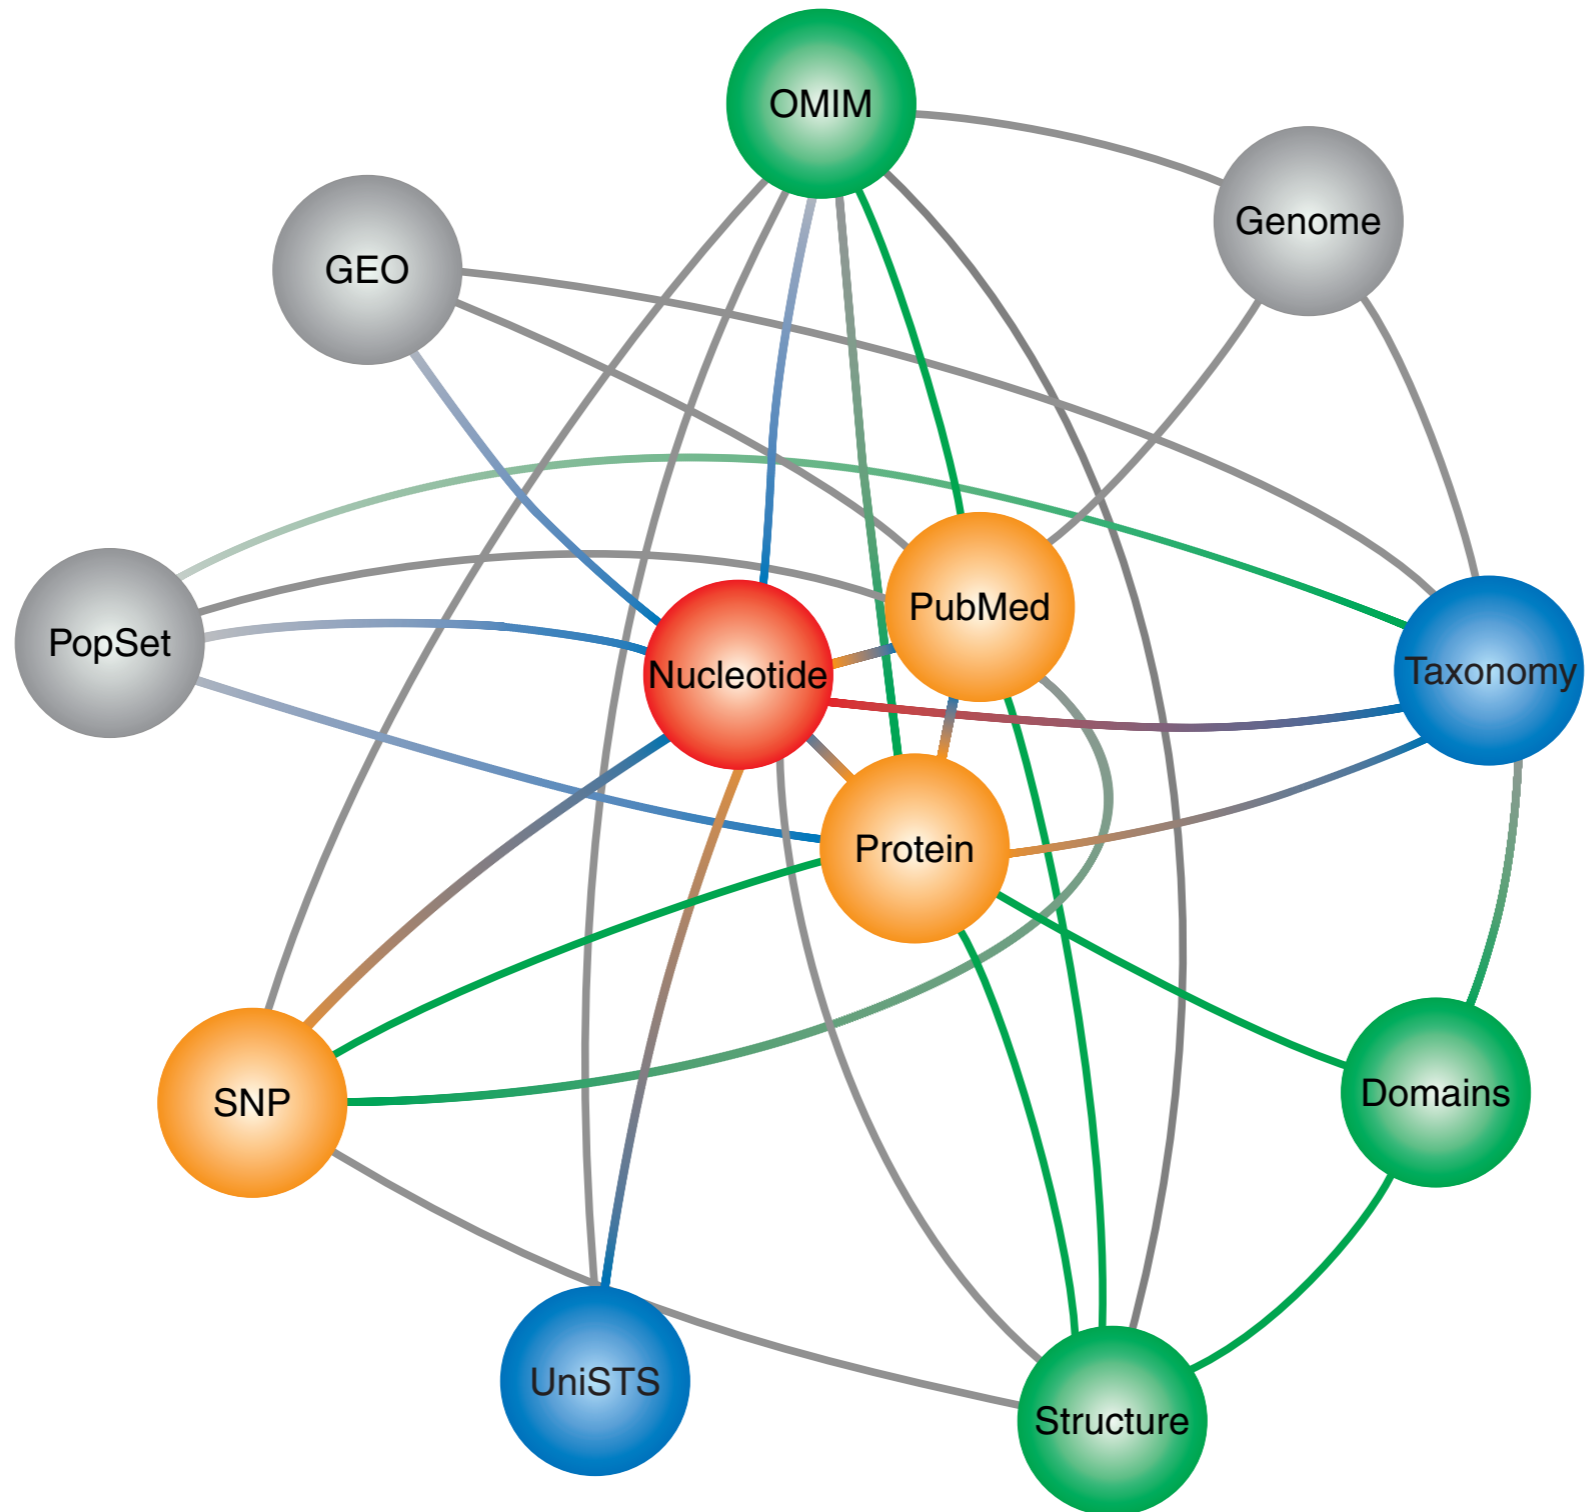 OMIM
Genome
GEO
PubMed
PopSet
Nucleotide
Taxonomy
Protein
SNP
Domains
UniSTS
Structure